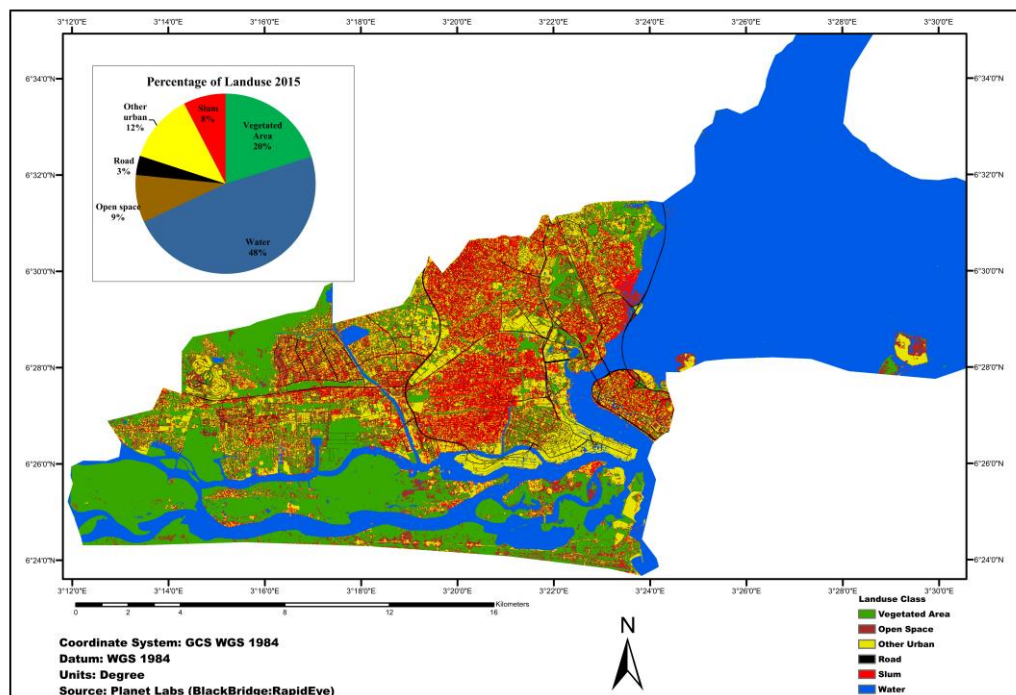 3°12'0"E 3°14'0"E 3°16'0"E 3°18'0"E 3°20'0"E 3°22'0"E 3°24'0"E 3°26'0"E 3°28'0"E 3°30'0"E
6°34'0"N 6°34'0"N
Percentage of Landuse 2015
Other
urban
12%
Slum
8%
Vegetated
Area
20%
Road
3%
Open space
9%
Water
48%
6°32'0"N 6°32'0"N
6°30'0"N 6°30'0"N
6°28'0"N 6°28'0"N
6°26'0"N 6°26'0"N
6°24'0"N 6°24'0"N
3°12'0"E 3°14'0"E 3°16'0"E 3°18'0"E 3°20'0"E 3°22'0"E 3°24'0"E 3°26'0"E 3°28'0"E 3°30'0"E
Kilometers
0 2 4 8 12 16
Coordinate System: GCS WGS 1984
Datum: WGS 1984
Units: Degree
Source: Planet Labs (BlackBridge:RapidEye)
N
Landuse Class
Vegetated Area
Open Space
Other Urban
Road
Slum
Water